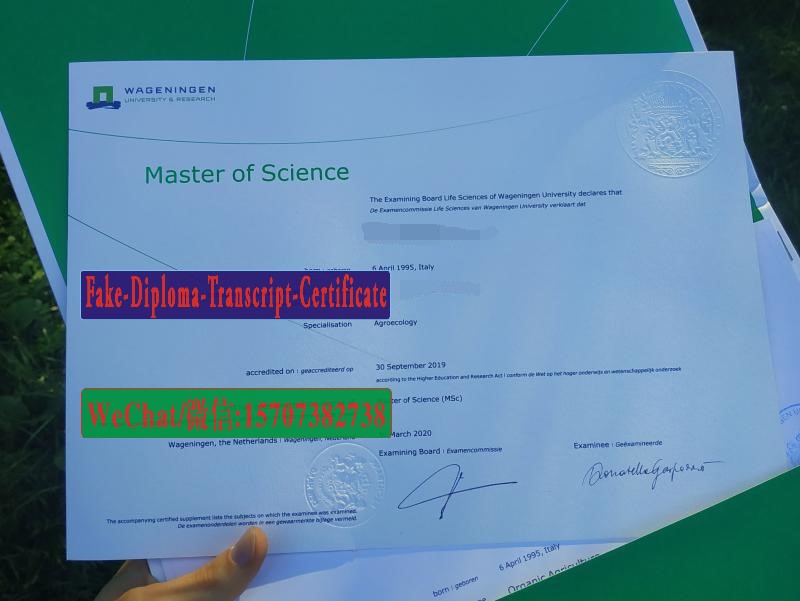 WAGENINGEN
UNIVERSITY & RESEARCH
Master of Science
The Examining Board Life Sciences of Wageningen University declares that
De Examencommissie Life Sciences van Wageningen University verklaart dat
6 April 1995, Italy
Fake-Diploma-Transcript-Certificate
Specialisation Agroecology
accredited on | geaccrediteerd op 30 September 2019
according to the Higher Education and Research Act | conform de Wet op het hoger onderwijs en wetenschappelijk onderzoek
of Science (MSc)
WeChat/微信:15707382738
March 2020
Wageningen, the Netherlands | Wageningen,
Examining Board | Examencommissie
Examinee | Geëxamineerde
The accompanying certified supplement lists the subjects on which the examinee was examined.
De examenonderdelen worden in een gewaarmerkte bijlage vermeld.
born | geboren 6 April 1995, Italy
Organic